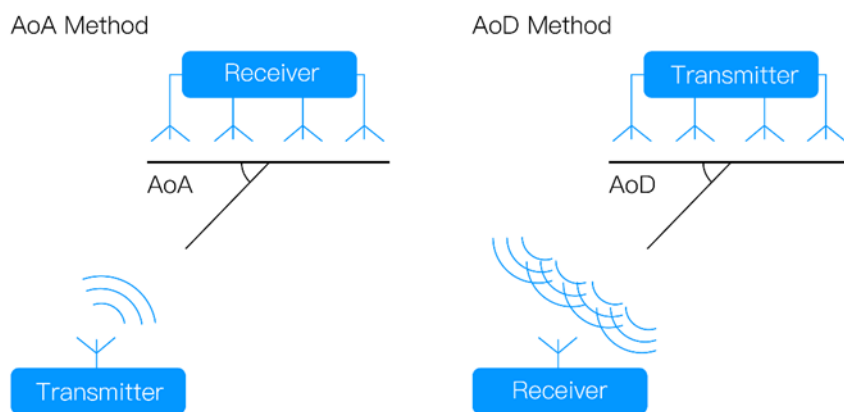 AoA Method
Receiver
AoA
Transmitter
AoD Method
Transmitter
AoD
Receiver